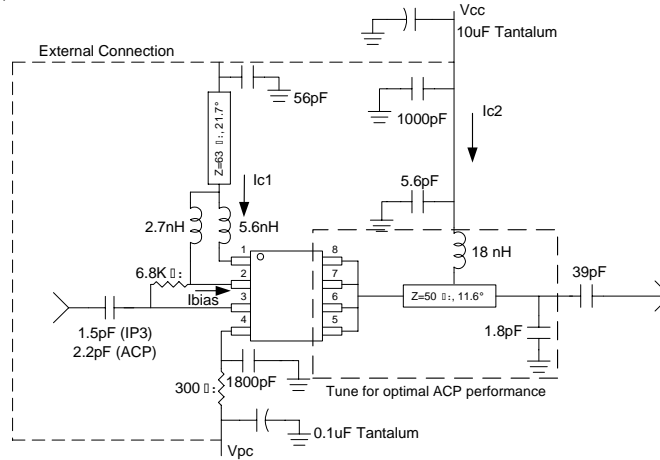 Vcc
10uF Tantalum
External Connection
56pF
1000pF
Ic2
Z=63 Ω:, 21.7°
5.6pF
Ic1
2.7nH
5.6nH
18 nH
1
8
2
7
3
6
4
5
6.8K Ω:
Ibias
39pF
Z=50 Ω:, 11.6°
1.5pF (IP3)
2.2pF (ACP)
1.8pF
300 Ω:
1800pF
Tune for optimal ACP performance
0.1uF Tantalum
Vpc